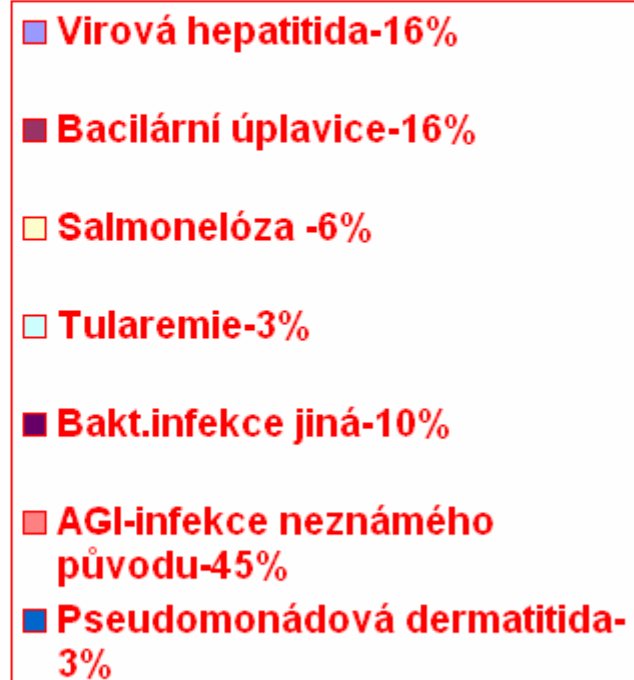 Virová hepatitida-16%
Bacilární úplavice-16%
Salmonelóza -6%
Tularemie-3%
Bakt.infekce jiná-10%
AGI-infekce neznámého
původu-45%
Pseudomonádová dermatitida-
3%